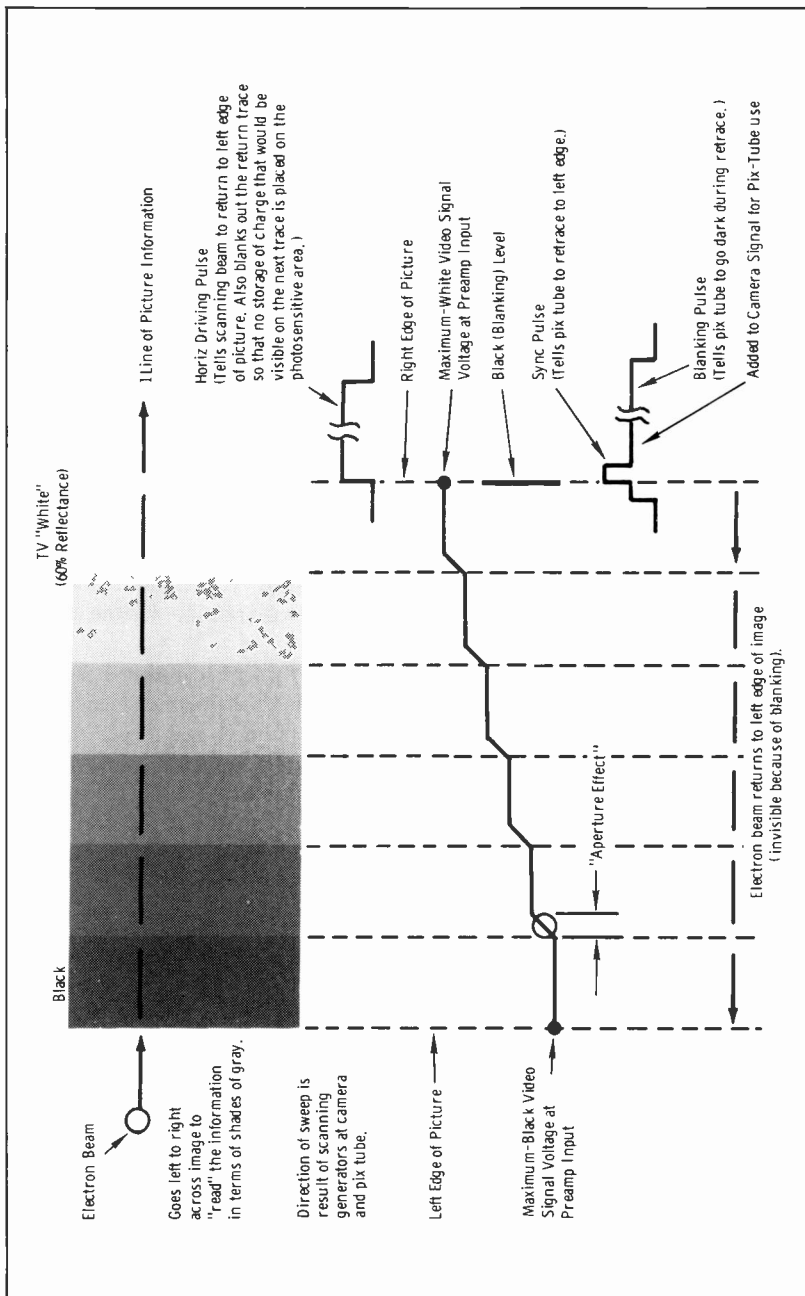 Electron Beam
Goes left to right
across image to
"read" the information
in terms of shades of gray.
Black
TV "White"
(60% Reflectance)
1 Line of Picture Information
Horiz Driving Pulse
(Tells scanning beam to return to left edge
of picture. Also blanks out the return trace
so that no storage of charge that would be
visible on the next trace is placed on the
photosensitive area.)
Direction of sweep is
result of scanning
generators at camera
and pix tube.
Left Edge of Picture
Right Edge of Picture
Maximum-White Video Signal
Voltage at Preamp Input
Black (Blanking) Level
Maximum-Black Video
Signal Voltage at
Preamp Input
"Aperture Effect"
Sync Pulse
(Tells pix tube to retrace to left edge.)
Blanking Pulse
(Tells pix tube to go dark during retrace.)
Added to Camera Signal for Pix-Tube use
Electron beam returns to left edge of image
(invisible because of blanking).